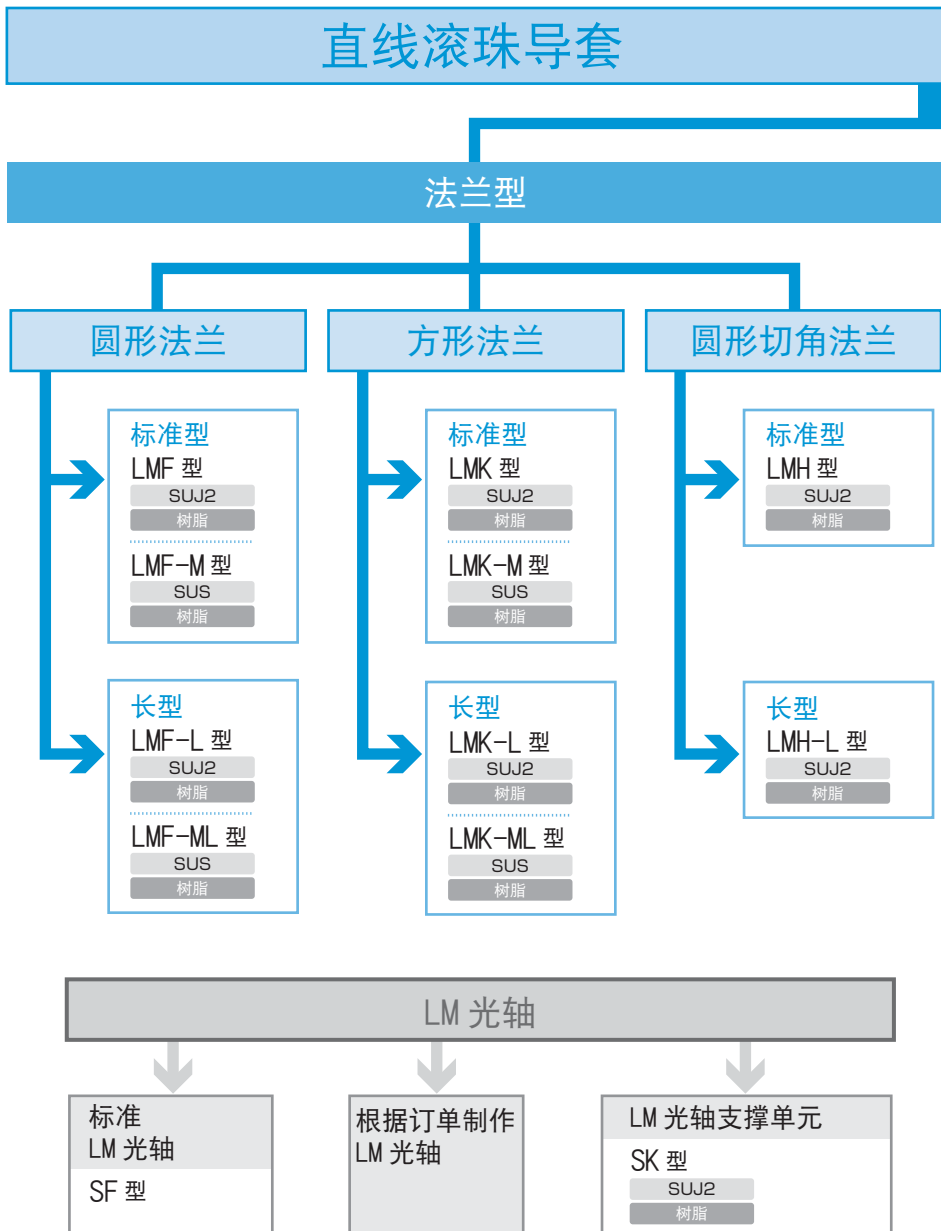 直线滚珠导套
法兰型
圆形法兰
方形法兰
圆形切角法兰
标准型
LMF 型
SUJ2
树脂
LMF-M 型
SUS
树脂
长型
LMF-L 型
SUJ2
树脂
LMF-ML 型
SUS
树脂
标准型
LMK 型
SUJ2
树脂
LMK-M 型
SUS
树脂
长型
LMK-L 型
SUJ2
树脂
LMK-ML 型
SUS
树脂
标准型
LMH 型
SUJ2
树脂
长型
LMH-L 型
SUJ2
树脂
LM 光轴
标准
LM 光轴
SF 型
根据订单制作
LM 光轴
LM 光轴支撑单元
SK 型
SUJ2
树脂